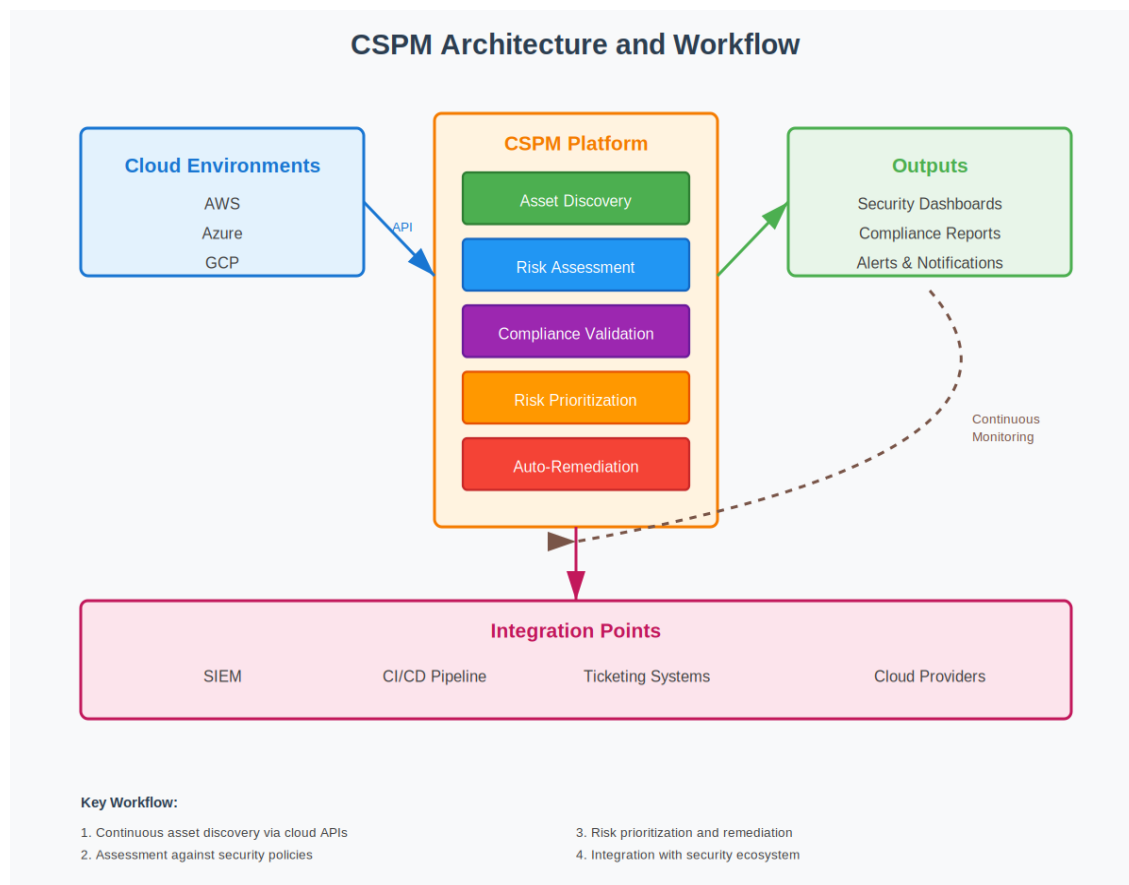 CSPM Architecture and Workflow
Cloud Environments
AWS
Azure
GCP
API
CSPM Platform
Asset Discovery
Risk Assessment
Compliance Validation
Risk Prioritization
Auto-Remediation
Outputs
Security Dashboards
Compliance Reports
Alerts & Notifications
Continuous
Monitoring
Integration Points
SIEM
CI/CD Pipeline
Ticketing Systems
Cloud Providers
Key Workflow:
1. Continuous asset discovery via cloud APIs
2. Assessment against security policies
3. Risk prioritization and remediation
4. Integration with security ecosystem